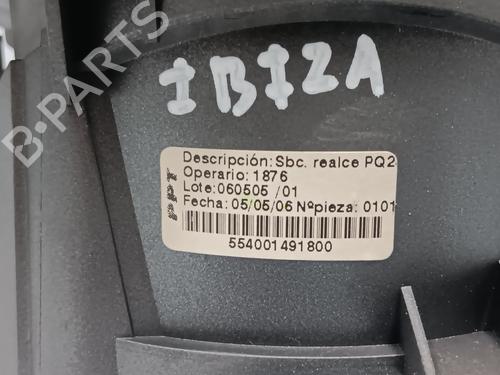 IBIZA
Descripción:Sbc. realce PQ2
Operario:1876
Lote:060505 /01
Fecha: 05/05/06 Nºpieza: 0101
554001491800
B-PARTS